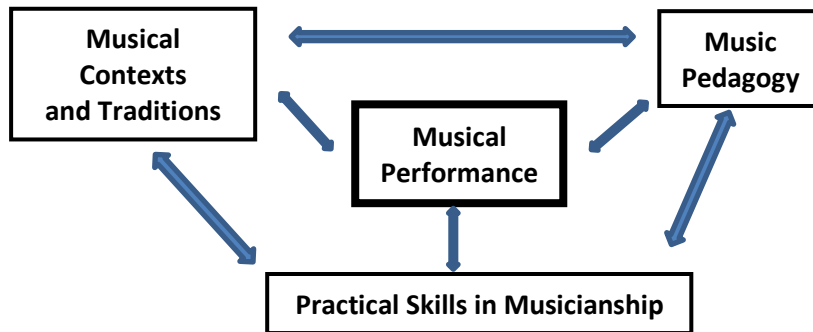 Musical
Contexts
and Traditions
Music
Pedagogy
Musical
Performance
Practical Skills in Musicianship